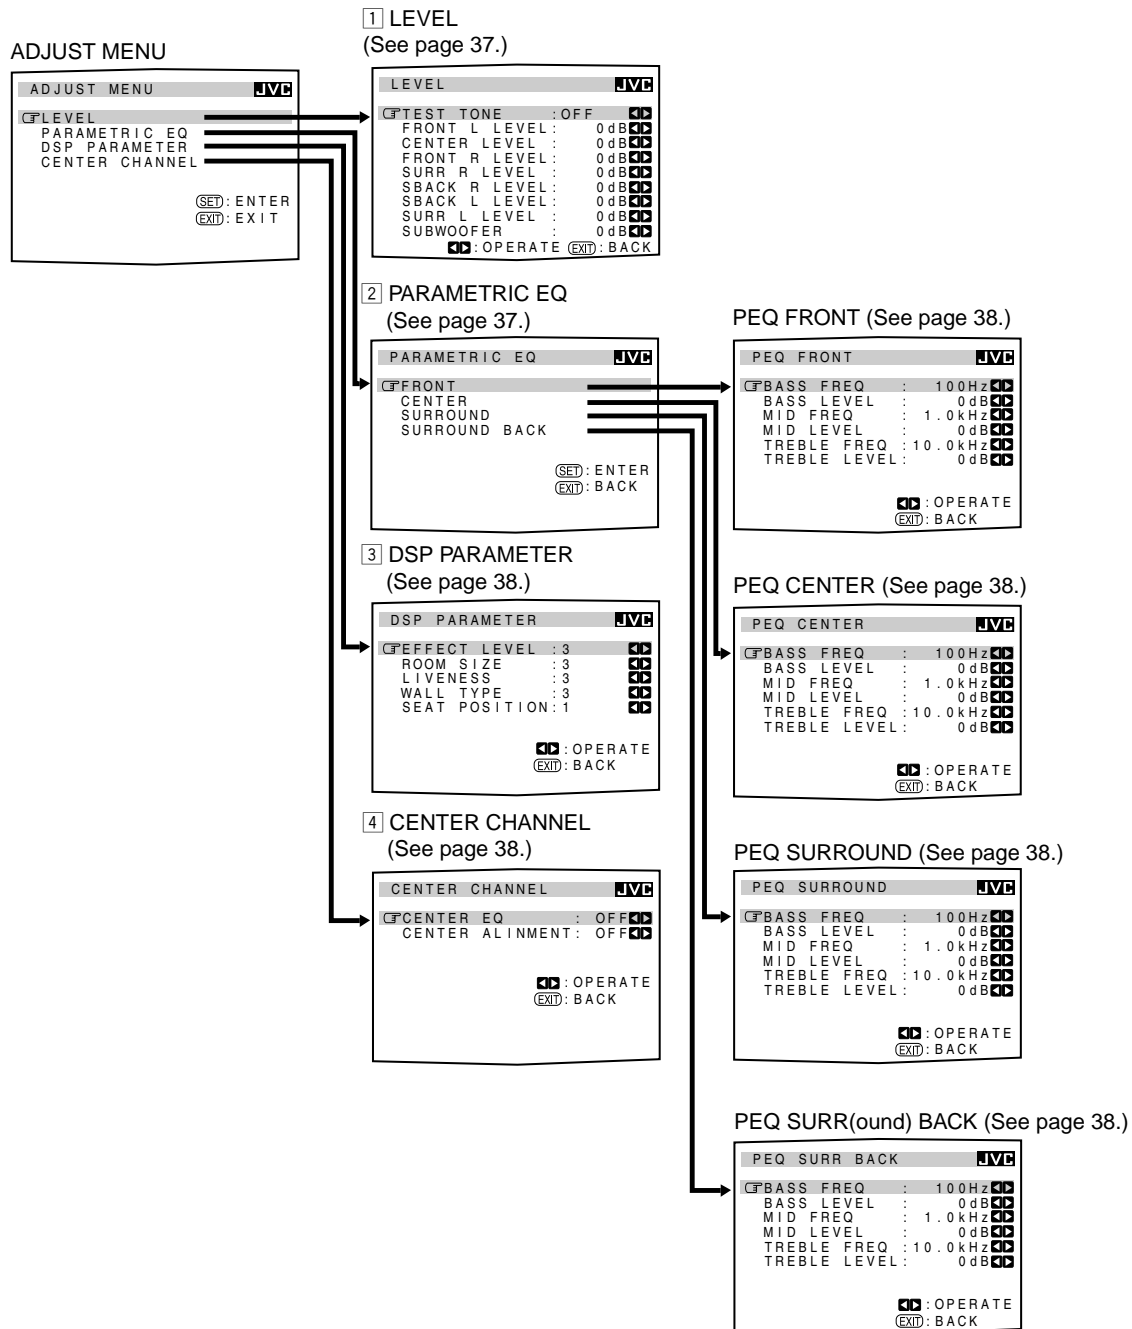 ADJUST MENU
ADJUST MENU JVC
LEVEL
PARAMETRIC EQ
DSP PARAMETER
CENTER CHANNEL
SET : ENTER
EXIT : EXIT
1 LEVEL
(See page 37.)
LEVEL JVC
TEST TONE : OFF
FRONT L LEVEL : 0dB
CENTER LEVEL : 0dB
FRONT R LEVEL : 0dB
SURR R LEVEL : 0dB
SBACK R LEVEL : 0dB
SBACK L LEVEL : 0dB
SURR L LEVEL : 0dB
SUBWOOFER : 0dB
: OPERATE EXIT : BACK
2 PARAMETRIC EQ
(See page 37.)
PARAMETRIC EQ JVC
FRONT
CENTER
SURROUND
SURROUND BACK
SET : ENTER
EXIT : BACK
3 DSP PARAMETER
(See page 38.)
DSP PARAMETER JVC
EFFECT LEVEL : 3
ROOM SIZE : 3
LIVENESS : 3
WALL TYPE : 3
SEAT POSITION : 1
: OPERATE
EXIT : BACK
4 CENTER CHANNEL
(See page 38.)
CENTER CHANNEL JVC
CENTER EQ : OFF
CENTER ALINMENT : OFF
: OPERATE
EXIT : BACK
PEQ FRONT (See page 38.)
PEQ FRONT JVC
BASS FREQ : 100Hz
BASS LEVEL : 0dB
MID FREQ : 1.0kHz
MID LEVEL : 0dB
TREBLE FREQ : 10.0kHz
TREBLE LEVEL : 0dB
: OPERATE
EXIT : BACK
PEQ CENTER (See page 38.)
PEQ CENTER JVC
BASS FREQ : 100Hz
BASS LEVEL : 0dB
MID FREQ : 1.0kHz
MID LEVEL : 0dB
TREBLE FREQ : 10.0kHz
TREBLE LEVEL : 0dB
: OPERATE
EXIT : BACK
PEQ SURROUND (See page 38.)
PEQ SURROUND JVC
BASS FREQ : 100Hz
BASS LEVEL : 0dB
MID FREQ : 1.0kHz
MID LEVEL : 0dB
TREBLE FREQ : 10.0kHz
TREBLE LEVEL : 0dB
: OPERATE
EXIT : BACK
PEQ SURR(ound) BACK (See page 38.)
PEQ SURR BACK JVC
BASS FREQ : 100Hz
BASS LEVEL : 0dB
MID FREQ : 1.0kHz
MID LEVEL : 0dB
TREBLE FREQ : 10.0kHz
TREBLE LEVEL : 0dB
: OPERATE
EXIT : BACK